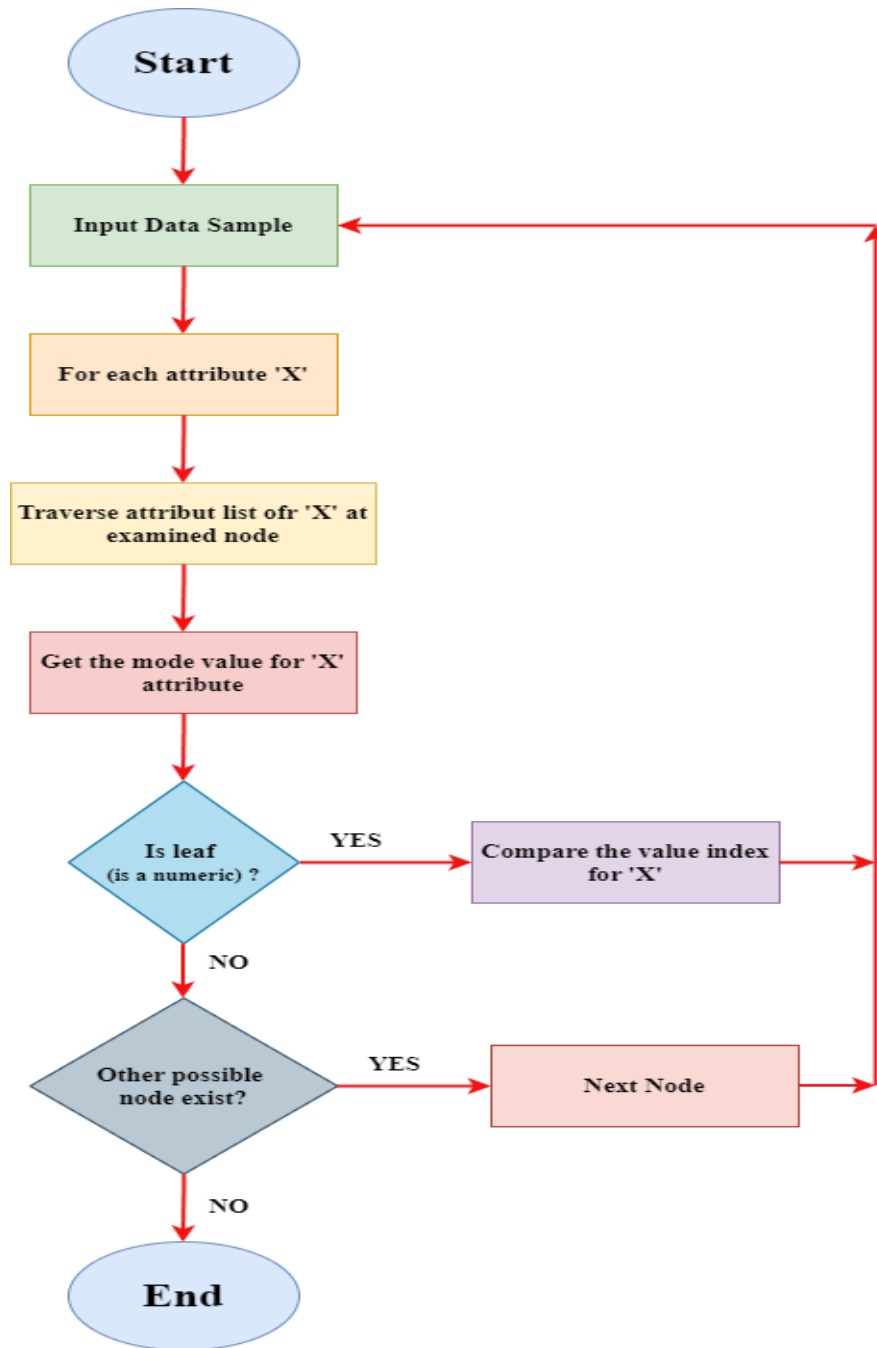 Start
Input Data Sample
For each attribute 'X'
Traverse attribut list ofr 'X' at
examined node
Get the mode value for 'X'
attribute
Is leaf
(is a numeric) ?
YES
Compare the value index
for 'X'
NO
Other possible
node exist?
YES
Next Node
NO
End